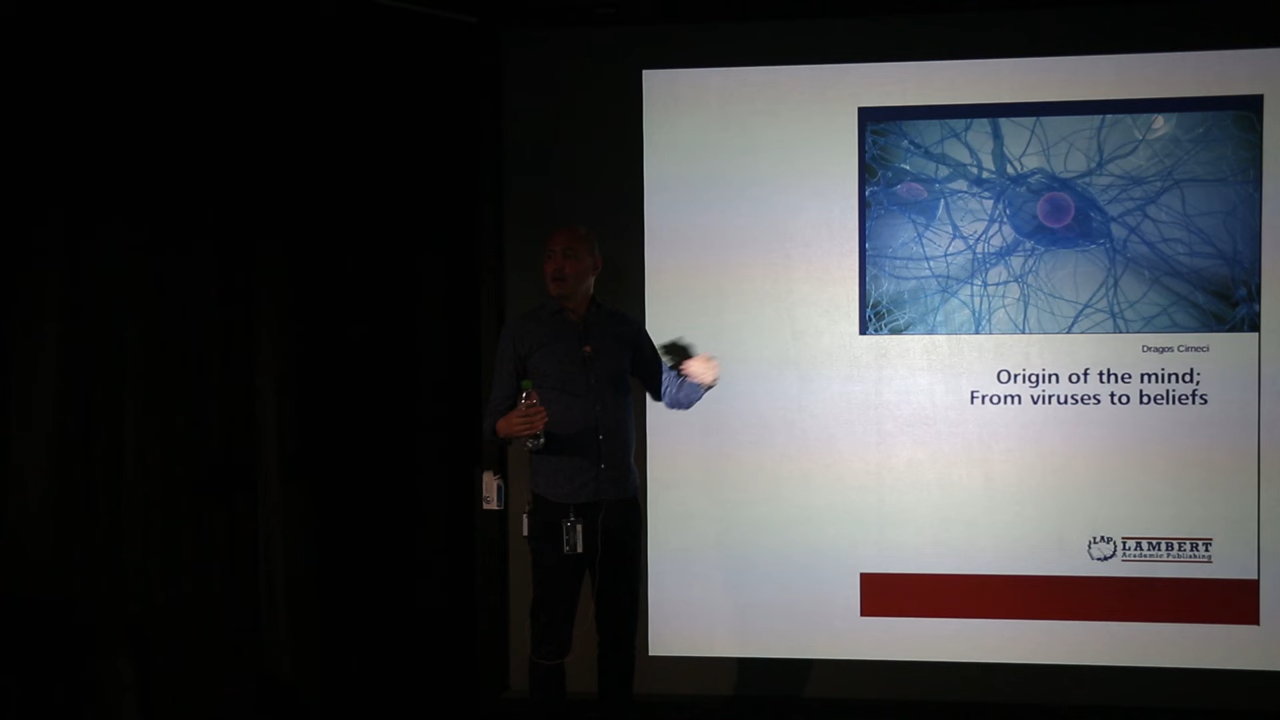 Dragos Cirneci
Origin of the mind;
From viruses to beliefs
LAP
LAMBERT
Academic Publishing